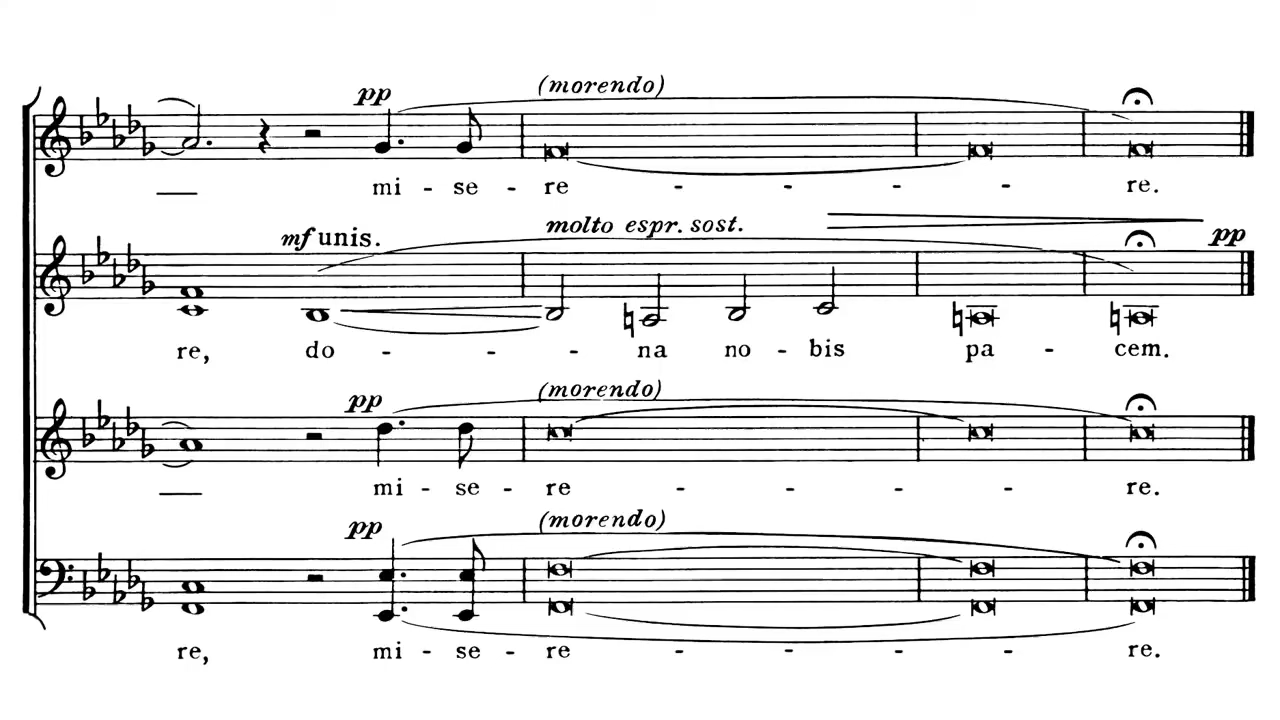 pp (morendo)
mi - se - re - - - - re.
mf unis. molto espr. sost. pp
re, do - - - na no - bis pa - cem.
pp (morendo)
mi - se - re - - - - re.
pp (morendo)
re, mi - se - re - - - - re.